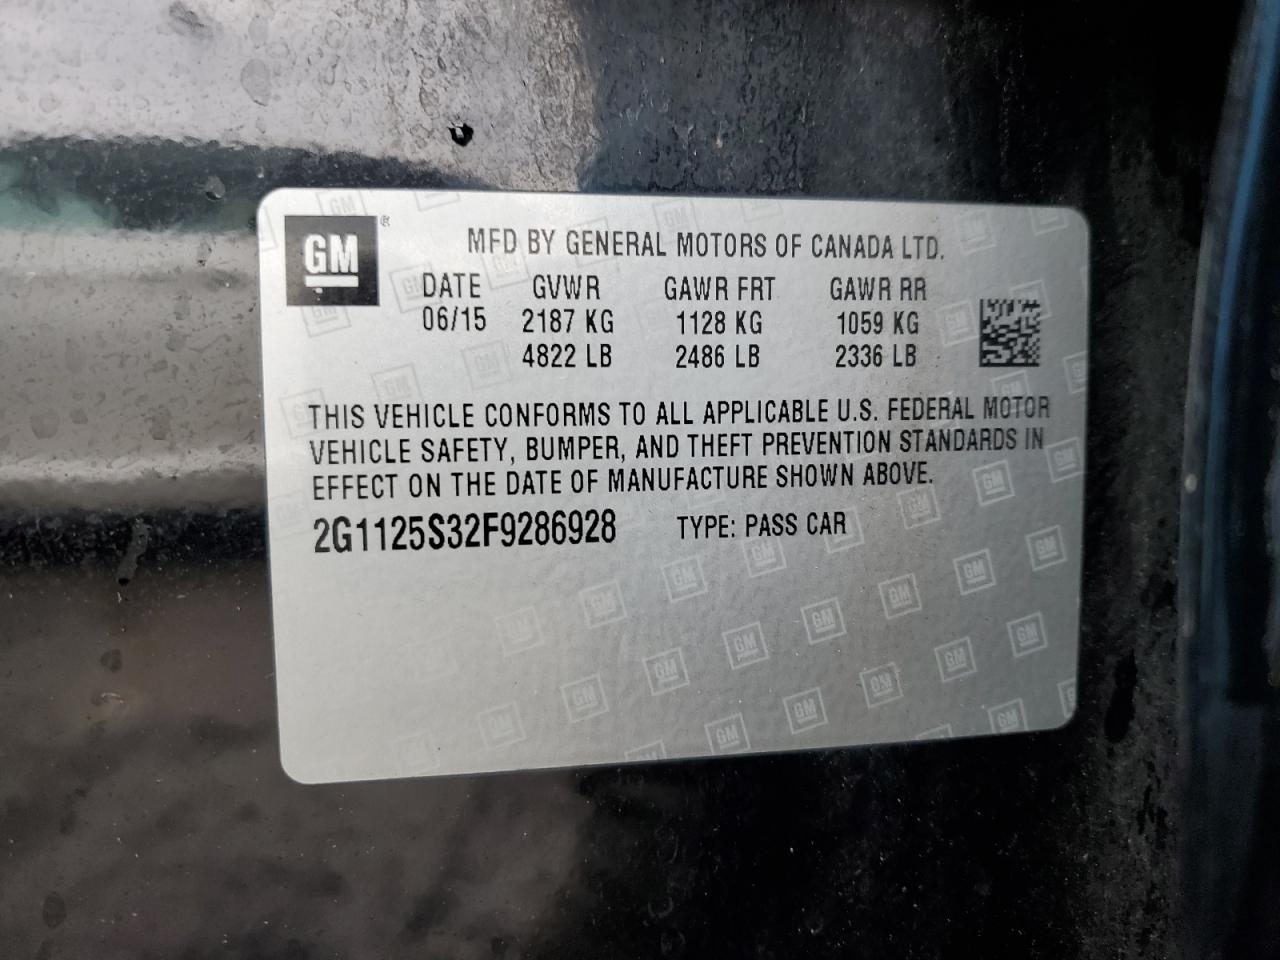 GM ®
MFD BY GENERAL MOTORS OF CANADA LTD.
DATE GVWR GAWR FRT GAWR RR
06/15 2187 KG 1128 KG 1059 KG
4822 LB 2486 LB 2336 LB
THIS VEHICLE CONFORMS TO ALL APPLICABLE U.S. FEDERAL MOTOR
VEHICLE SAFETY, BUMPER, AND THEFT PREVENTION STANDARDS IN
EFFECT ON THE DATE OF MANUFACTURE SHOWN ABOVE.
2G1125S32F9286928 TYPE: PASS CAR